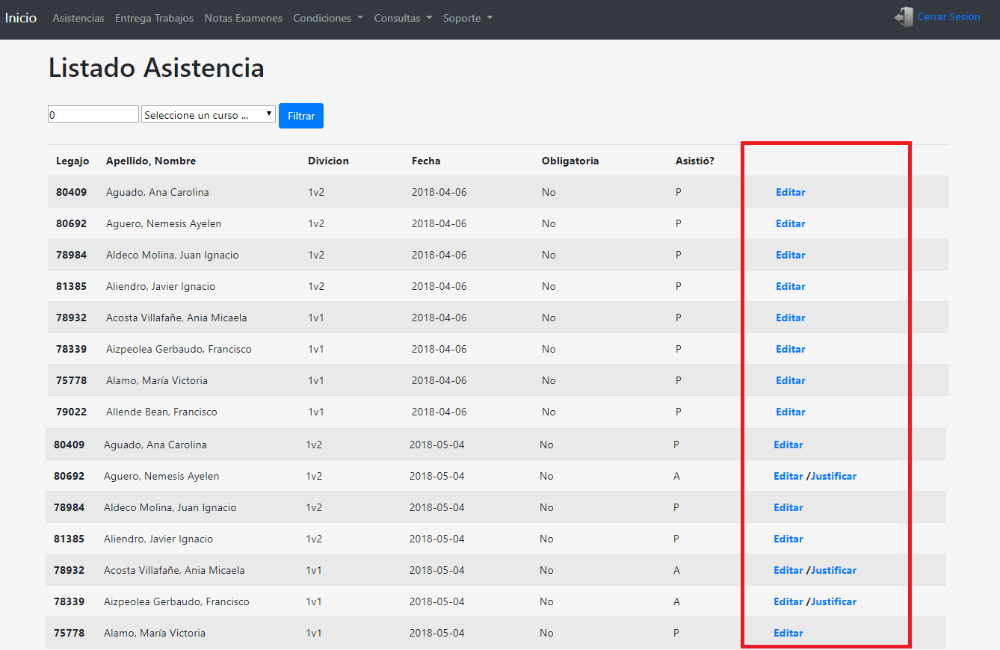 Inicio Asistencias Entrega Trabajos Notas Examenes Condiciones Consultas Soporte Cerrar Sesión
Listado Asistencia
0 Seleccione un curso ... Filtrar
Legajo Apellido, Nombre Divicion Fecha Obligatoria Asistió?
80409 Aguado, Ana Carolina 1v2 2018-04-06 No P Editar
80692 Aguero, Nemesis Ayelen 1v2 2018-04-06 No P Editar
78984 Aldeco Molina, Juan Ignacio 1v2 2018-04-06 No P Editar
81385 Aliendro, Javier Ignacio 1v2 2018-04-06 No P Editar
78932 Acosta Villafañe, Ania Micaela 1v1 2018-04-06 No P Editar
78339 Aizpeolea Gerbaudo, Francisco 1v1 2018-04-06 No P Editar
75778 Alamo, María Victoria 1v1 2018-04-06 No P Editar
79022 Allende Bean, Francisco 1v1 2018-04-06 No P Editar
80409 Aguado, Ana Carolina 1v2 2018-05-04 No P Editar
80692 Aguero, Nemesis Ayelen 1v2 2018-05-04 No A Editar /Justificar
78984 Aldeco Molina, Juan Ignacio 1v2 2018-05-04 No P Editar
81385 Aliendro, Javier Ignacio 1v2 2018-05-04 No P Editar
78932 Acosta Villafañe, Ania Micaela 1v1 2018-05-04 No A Editar /Justificar
78339 Aizpeolea Gerbaudo, Francisco 1v1 2018-05-04 No A Editar /Justificar
75778 Alamo, María Victoria 1v1 2018-05-04 No P Editar